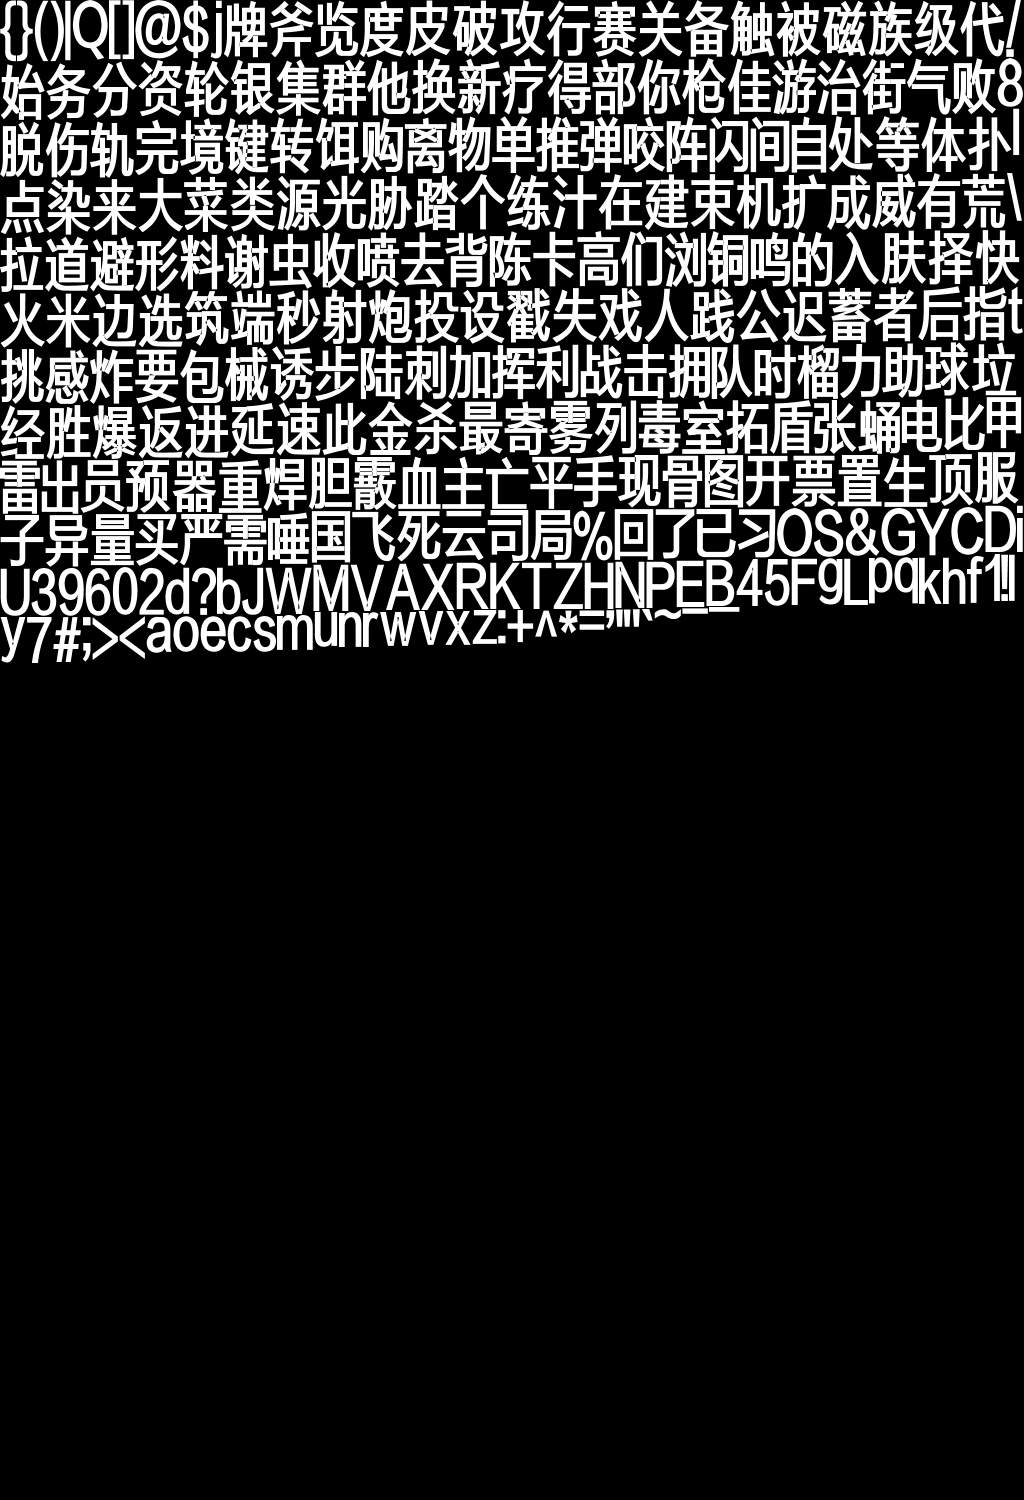 {}()|Q[]@$j牌斧览度皮破攻行赛关备触被磁族级代./
始务分资轮银集群他换新疗得部你枪佳游治街气败8
脱伤轨完境键转饵购离物单推弹咬阵闪间白处等体扑l
点染来大菜类源光胁踏个练汁在建束机扩成威有荒\
拉道避形料谢虫收喷去背陈卡高们浏铜鸣的入肤择快
火米边选筑端秒射炮投设戳失戏人践公迟蓄者后指t
挑感炸要包械诱步陆刺加挥利战击拥队时榴力助球垃
经胜爆返进延速此金杀最寄雾列毒室拓盾张蛹电比甲
雷出员预器重焊胆霰血主亡平手现骨图开票置生顶服
子异量买严需唾国飞死云司局%回了已习OS&GYCDi
U39602d?bJWMVAXRKTZHNPEB45FgLpqkhf1!I
y7#;><aoecsmunrwvxz:+^*='"`~-_